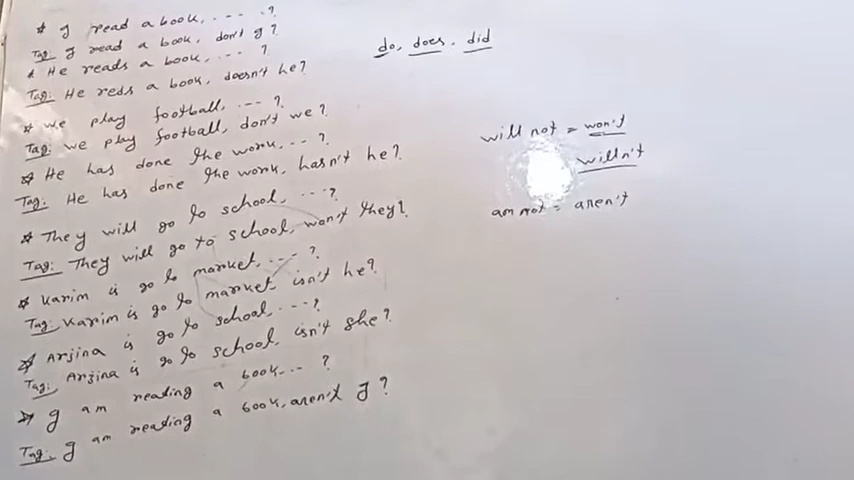 * I read a book, .... ?
Tag: I read a book, don't I?
* He reads a book, ... ?
Tag: He reds a book, doesn't he?
* we play football, .... ?
Tag: we play football, don't we?
* He has done the work, ... ?
Tag: He has done the work, hasn't he?
* They will go to school, .... ?
Tag: They will go to school, won't they?
* Karim is go to market, .... ?
Tag: Karim is go to market, isn't he?
* Arjina is go to school, .... ?
Tag: Arjina is go to school, isn't she?
* I am reading a book... ?
Tag: I am reading a book, aren't I?
do, does, did
will not = won't
willn't
am not = aren't